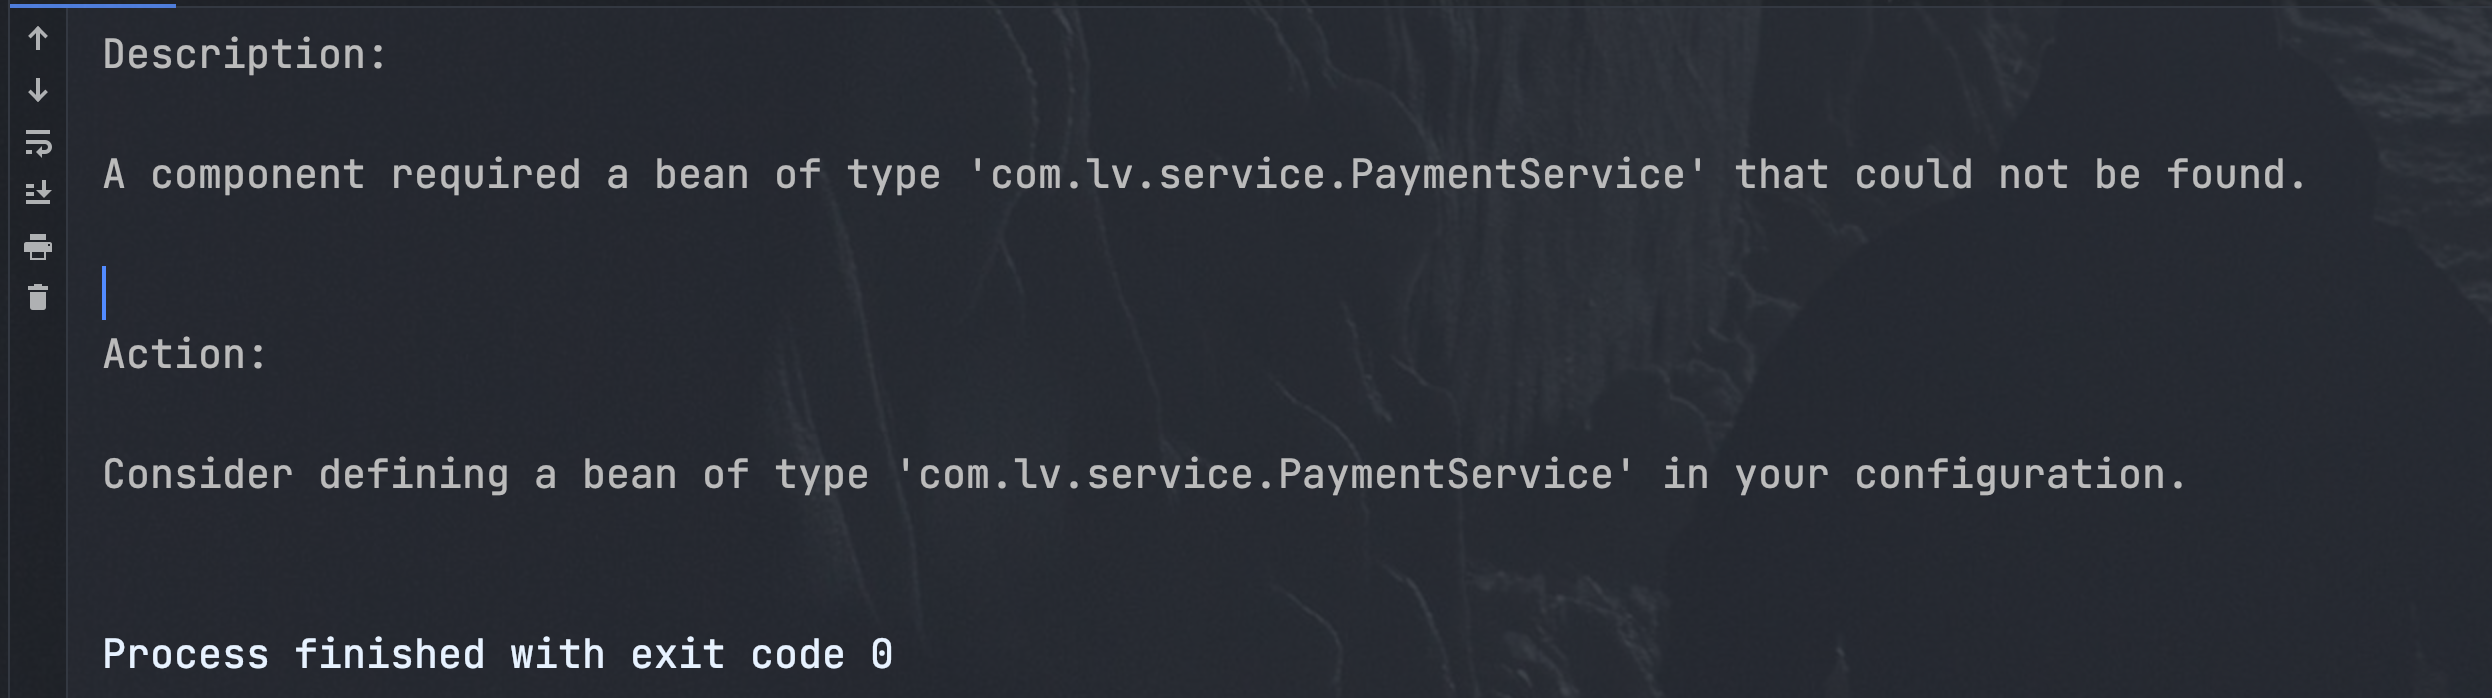 Description:
A component required a bean of type 'com.lv.service.PaymentService' that could not be found.
Action:
Consider defining a bean of type 'com.lv.service.PaymentService' in your configuration.
Process finished with exit code 0